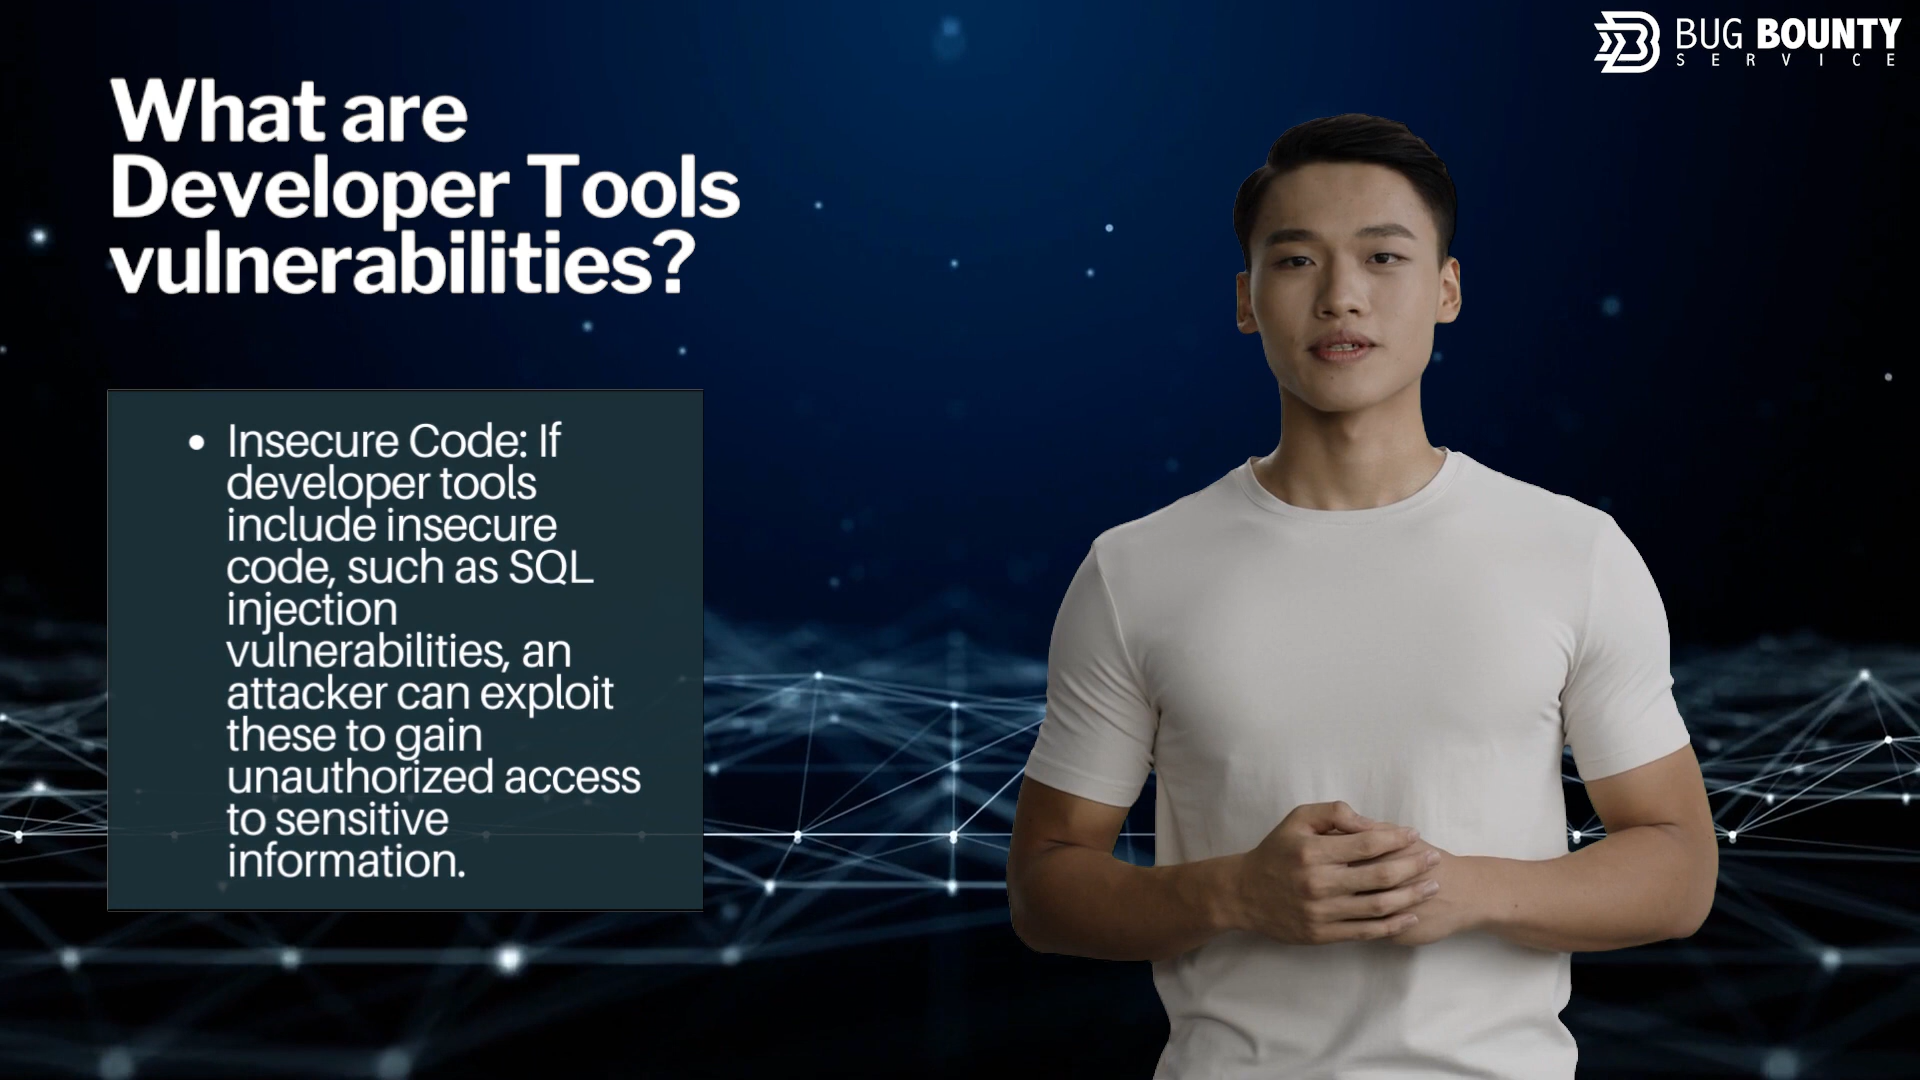 BUG BOUNTY
SERVICE
What are
Developer Tools
vulnerabilities?
• Insecure Code: If
developer tools
include insecure
code, such as SQL
injection
vulnerabilities, an
attacker can exploit
these to gain
unauthorized access
to sensitive
information.